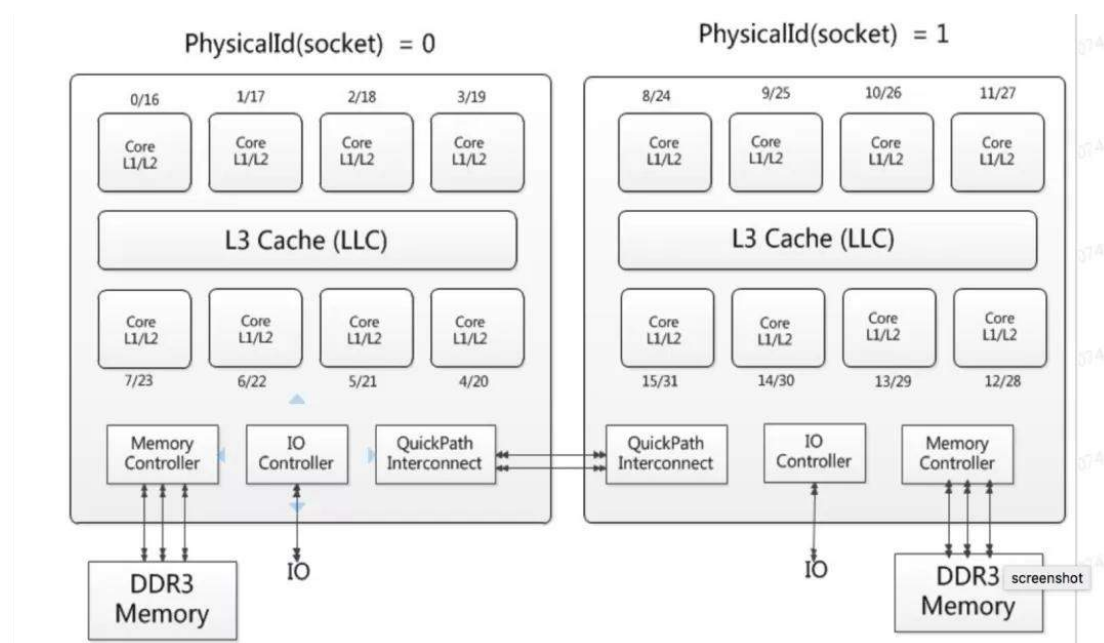 PhysicalId(socket) = 0
PhysicalId(socket) = 1
0/16
1/17
2/18
3/19
8/24
9/25
10/26
11/27
Core
L1/L2
Core
L1/L2
Core
L1/L2
Core
L1/L2
Core
L1/L2
Core
L1/L2
Core
L1/L2
Core
L1/L2
L3 Cache (LLC)
L3 Cache (LLC)
Core
L1/L2
Core
L1/L2
Core
L1/L2
Core
L1/L2
Core
L1/L2
Core
L1/L2
Core
L1/L2
Core
L1/L2
7/23
6/22
5/21
4/20
15/31
14/30
13/29
12/28
Memory
Controller
IO
Controller
QuickPath
Interconnect
QuickPath
Interconnect
IO
Controller
Memory
Controller
DDR3
Memory
IO
IO
DDR3
Memory
screenshot